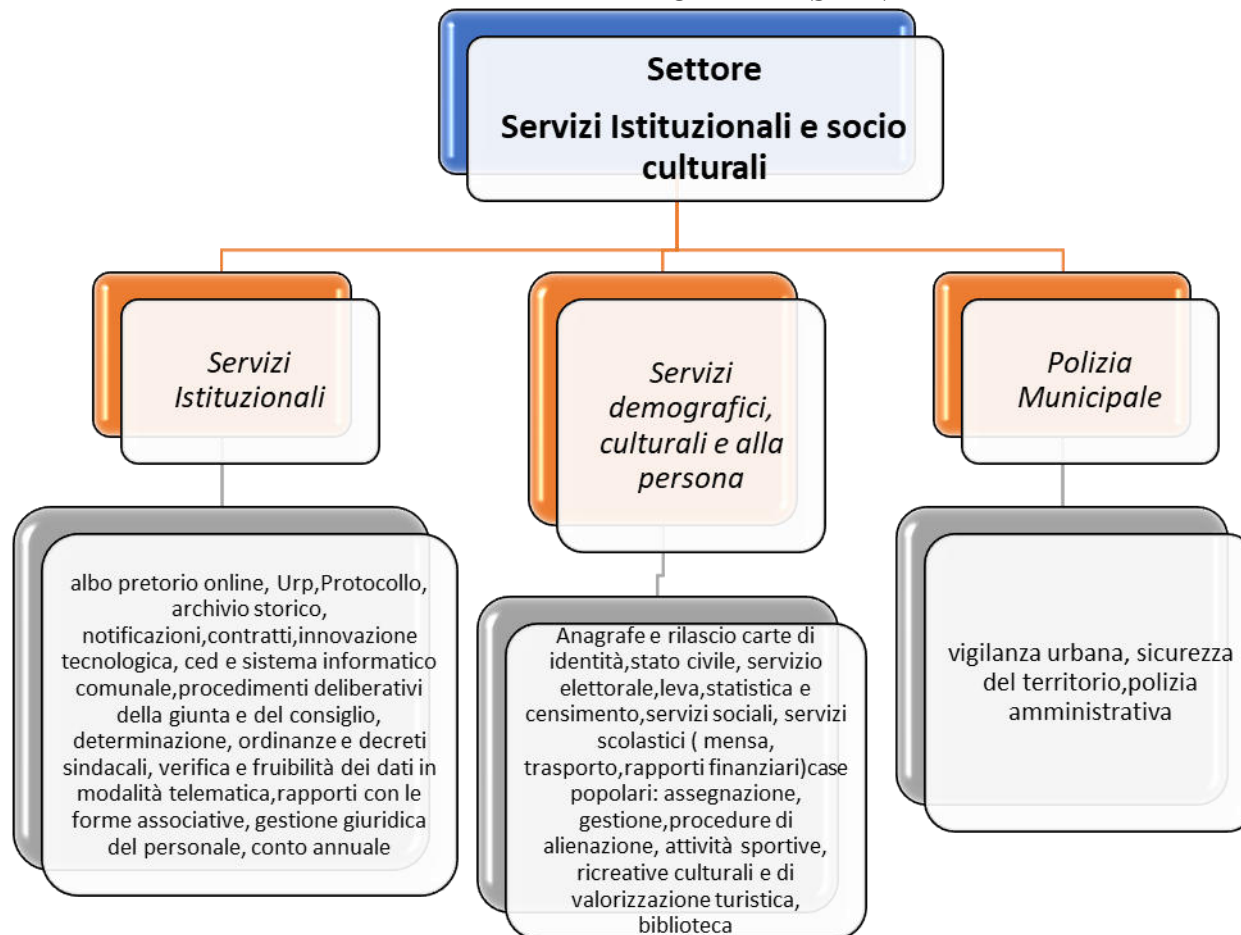 Settore
Servizi Istituzionali e socio
culturali
Servizi
Istituzionali
Servizi
demografici,
culturali e alla
persona
Polizia
Municipale
albo pretorio online, Urp,Protocollo,
archivio storico,
notificazioni,contratti,innovazione
tecnologica, ced e sistema informatico
comunale,procedimenti deliberativi
della giunta e del consiglio,
determinazione, ordinanze e decreti
sindacali, verifica e fruibilità dei dati in
modalità telematica,rapporti con le
forme associative, gestione giuridica
del personale, conto annuale
Anagrafe e rilascio carte di
identità,stato civile, servizio
elettorale,leva,statistica e
censimento,servizi sociali, servizi
scolastici ( mensa,
trasporto,rapporti finanziari)case
popolari: assegnazione,
gestione,procedure di
alienazione, attività sportive,
ricreative culturali e di
valorizzazione turistica,
biblioteca
vigilanza urbana, sicurezza
del territorio,polizia
amministrativa